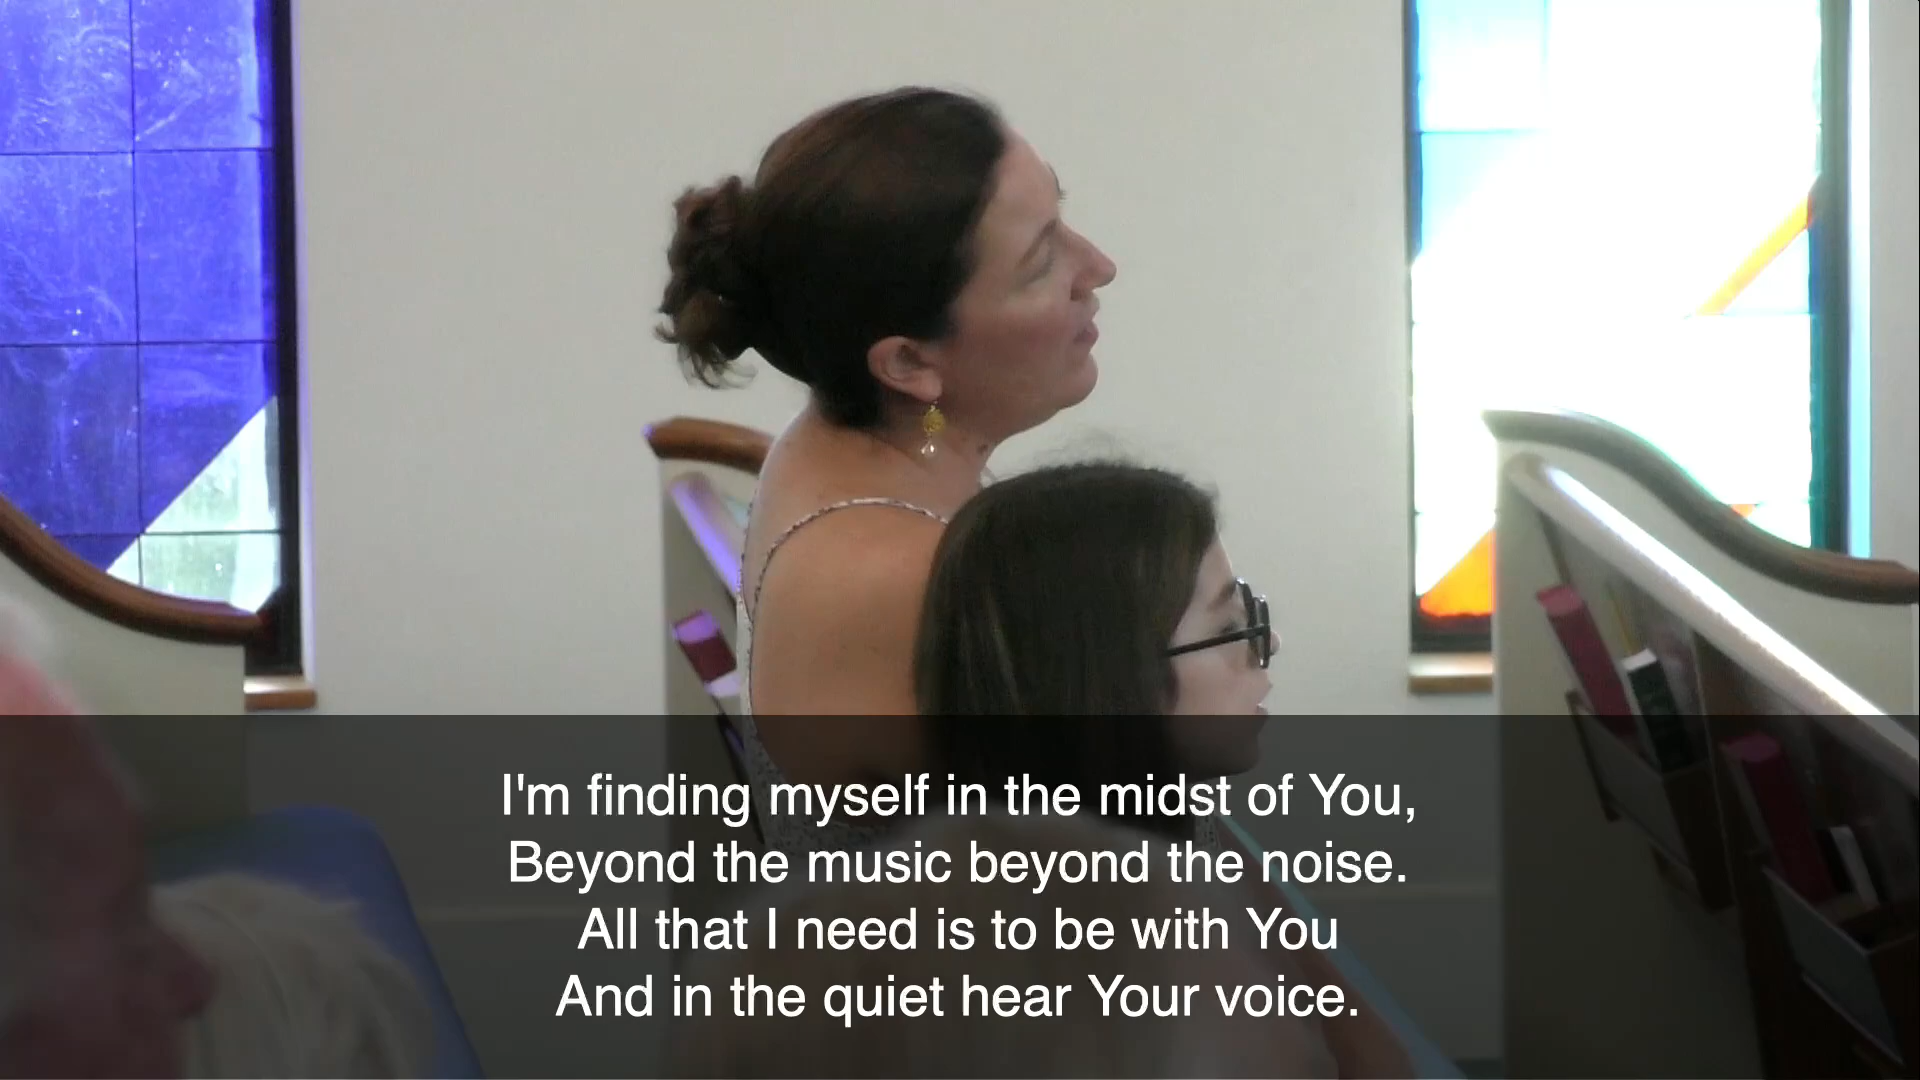 I'm finding myself in the midst of You,
Beyond the music beyond the noise.
All that I need is to be with You
And in the quiet hear Your voice.